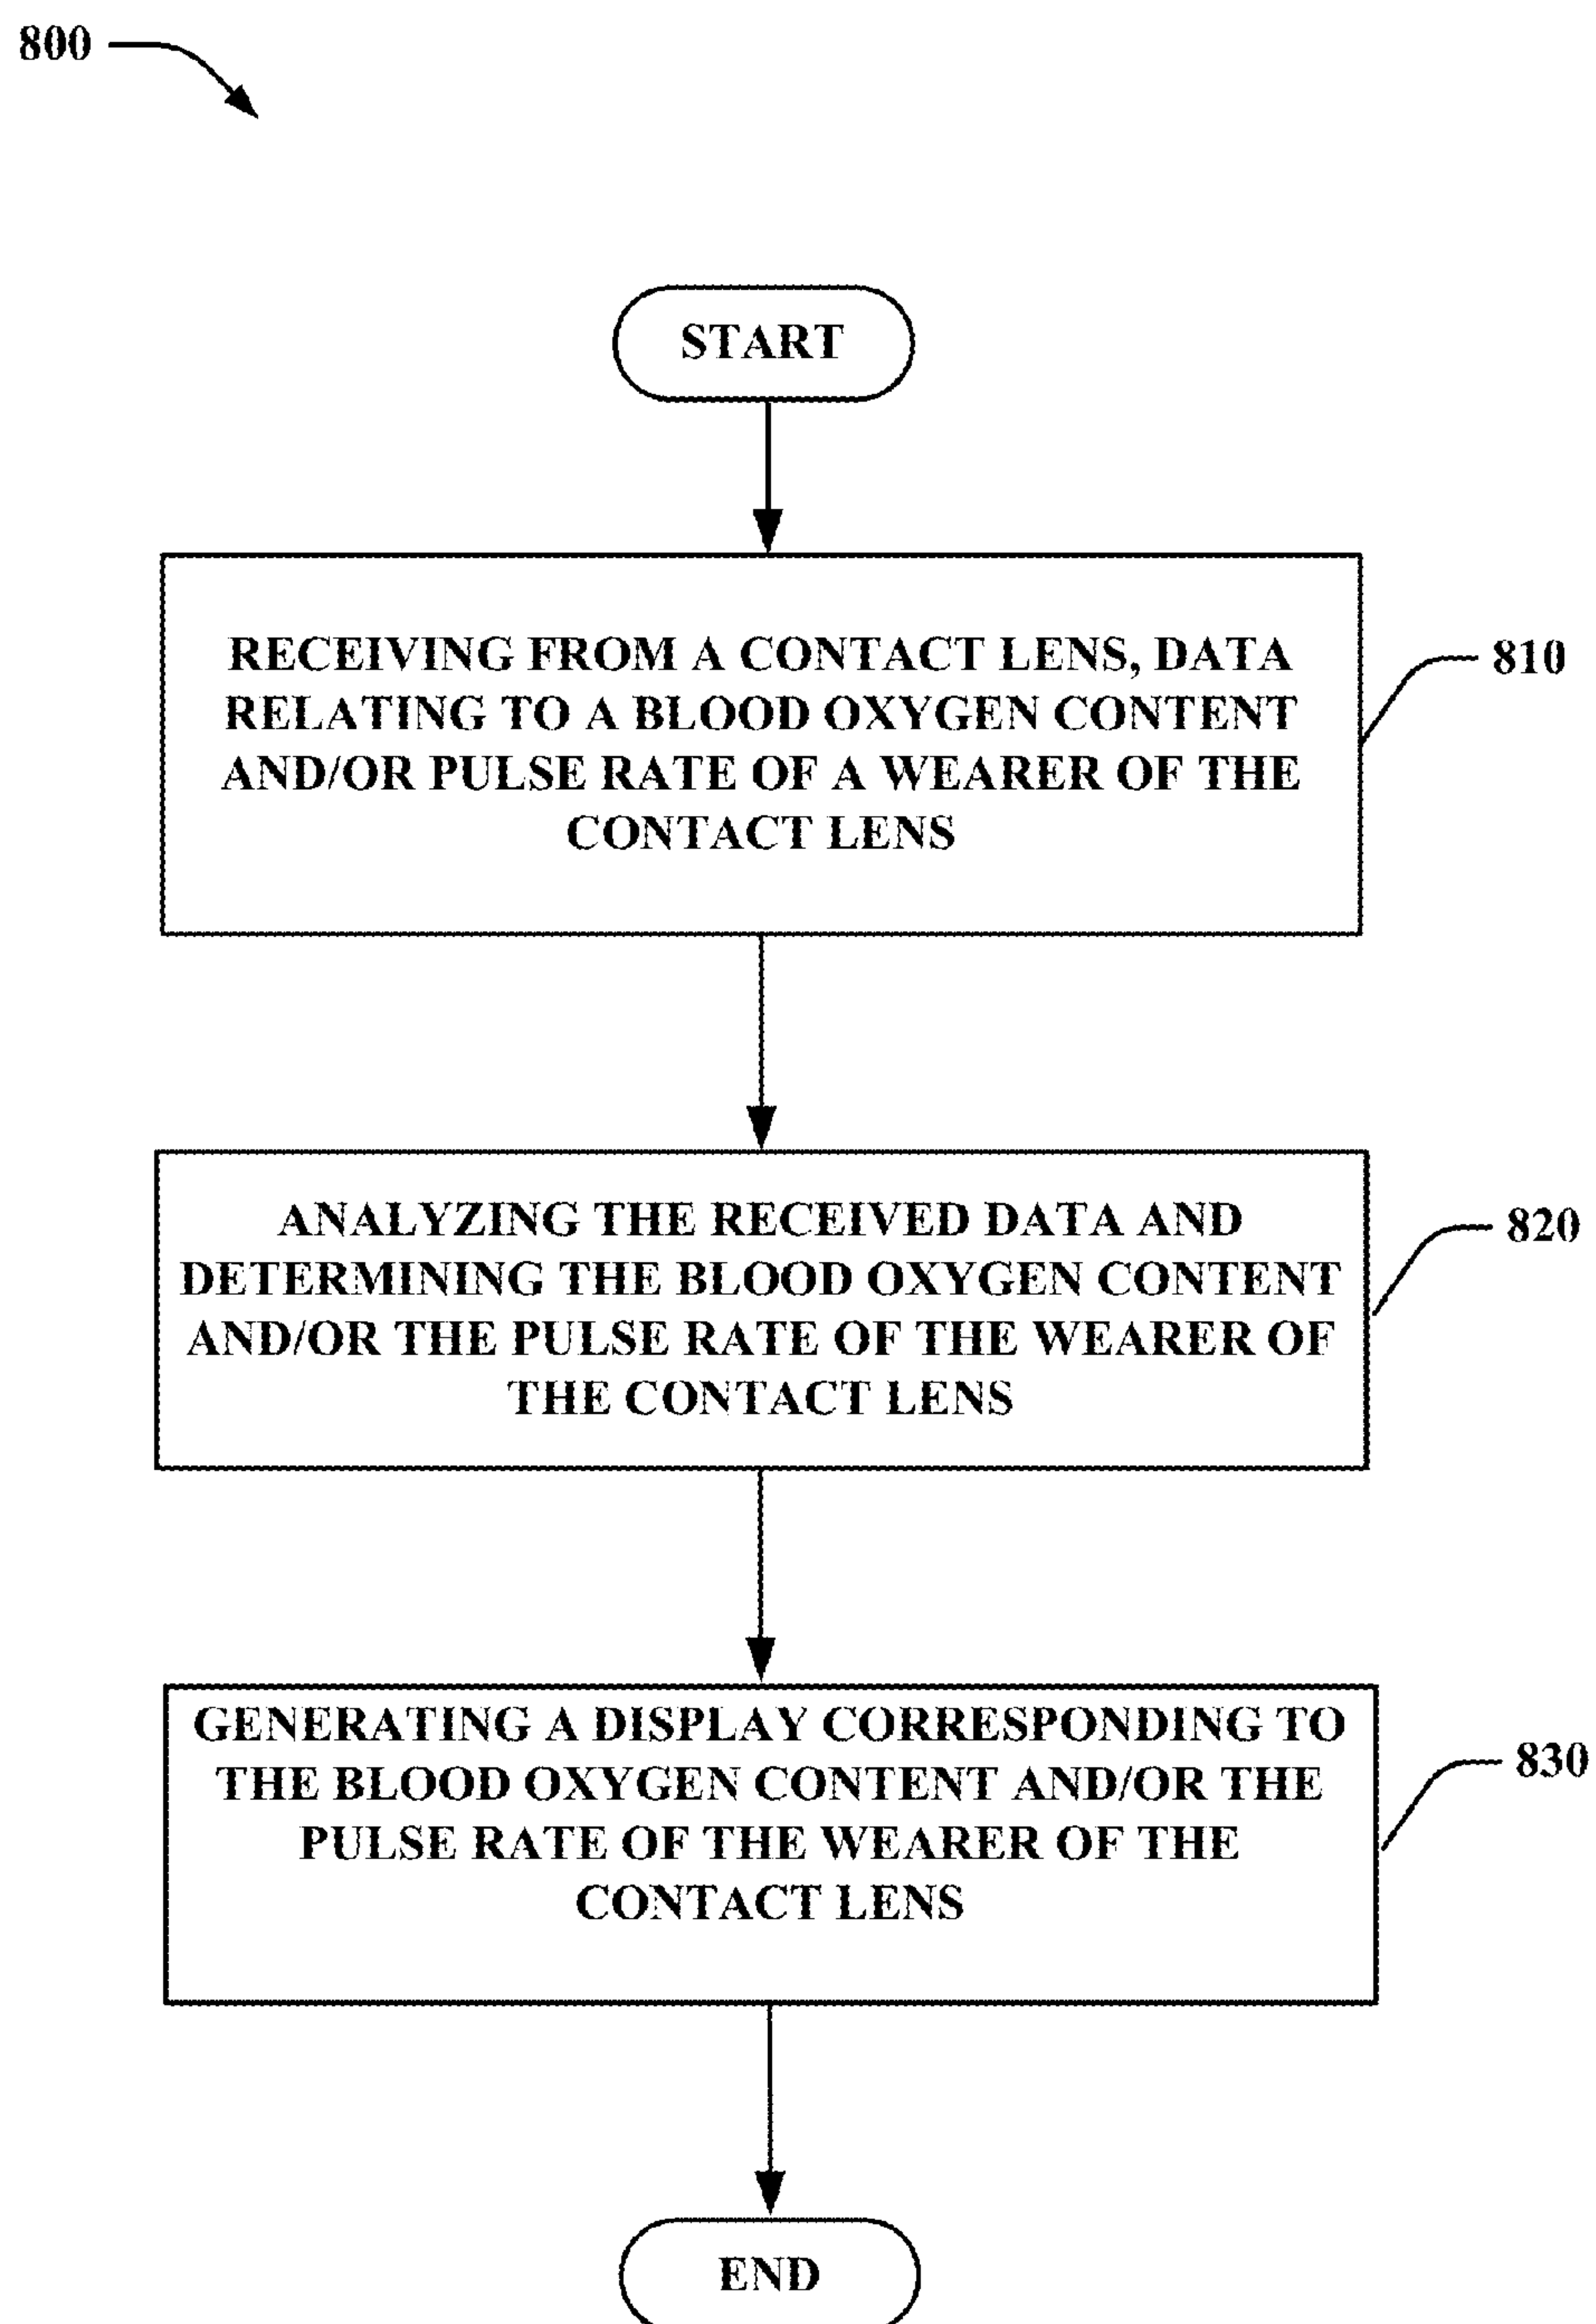 800
START
RECEIVING FROM A CONTACT LENS, DATA
RELATING TO A BLOOD OXYGEN CONTENT
AND/OR PULSE RATE OF A WEARER OF THE
CONTACT LENS
810
ANALYZING THE RECEIVED DATA AND
DETERMINING THE BLOOD OXYGEN CONTENT
AND/OR THE PULSE RATE OF THE WEARER OF
THE CONTACT LENS
820
GENERATING A DISPLAY CORRESPONDING TO
THE BLOOD OXYGEN CONTENT AND/OR THE
PULSE RATE OF THE WEARER OF THE
CONTACT LENS
830
END